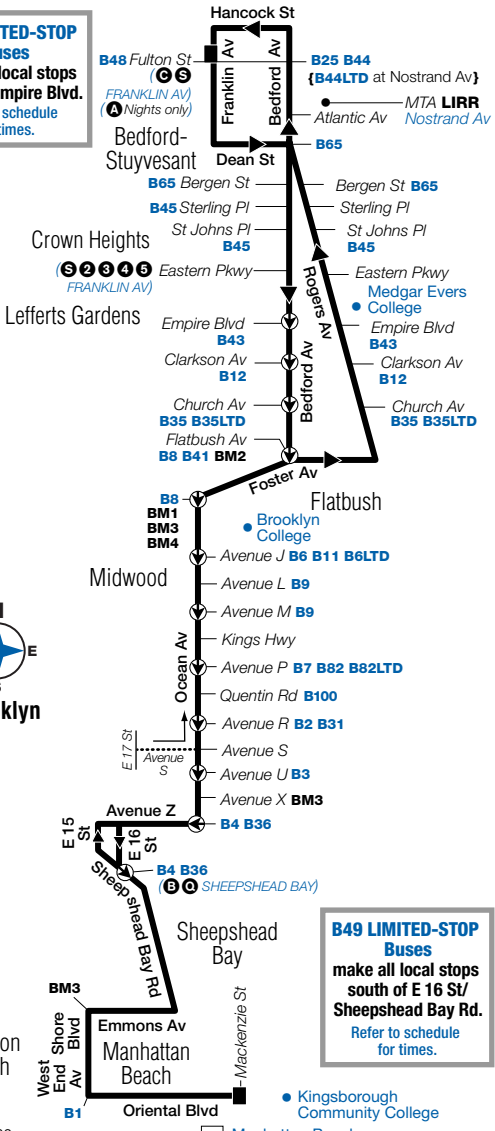 Hancock St
TED-STOP
uses
local stops
mpire Blvd.
schedule
times.
B48 Fulton St
(C S
FRANKLIN AV)
(A Nights only)
Franklin Av
Bedford Av
B25 B44
{B44LTD at Nostrand Av}
MTA LIRR
Nostrand Av
Atlantic Av
Bedford-
Stuyvesant
Dean St
B65
B65 Bergen St
Bergen St B65
B45 Sterling Pl
Sterling Pl
St Johns Pl
B45
St Johns Pl
B45
Crown Heights
(S 2 3 4 5 Eastern Pkwy
FRANKLIN AV)
Eastern Pkwy
Rogers Av
Medgar Evers
College
Lefferts Gardens
Empire Blvd
B43
Empire Blvd
B43
Clarkson Av
B12
Clarkson Av
B12
Bedford Av
Church Av
B35 B35LTD
Church Av
B35 B35LTD
Flatbush Av
B8 B41 BM2
Foster Av
Flatbush
B8
BM1
BM3
BM4
Brooklyn
College
Midwood
Avenue J B6 B11 B6LTD
Avenue L B9
Avenue M B9
Kings Hwy
E
klyn
Ocean Av
Avenue P B7 B82 B82LTD
Quentin Rd B100
Avenue R B2 B31
E 17 St
Avenue
S
Avenue S
Avenue U B3
Avenue X BM3
Avenue Z
B4 B36
E 15
St
E 16
St
B4 B36
(B Q SHEEPSHEAD BAY)
Sheepshead Bay Rd
Sheepshead
Bay
B49 LIMITED-STOP
Buses
make all local stops
south of E 16 St/
Sheepshead Bay Rd.
Refer to schedule
for times.
BM3
Emmons Av
Mackenzie St
on
h
West
End
Av
Shore
Blvd
Manhattan
Beach
B1
Oriental Blvd
Kingsborough
Community College